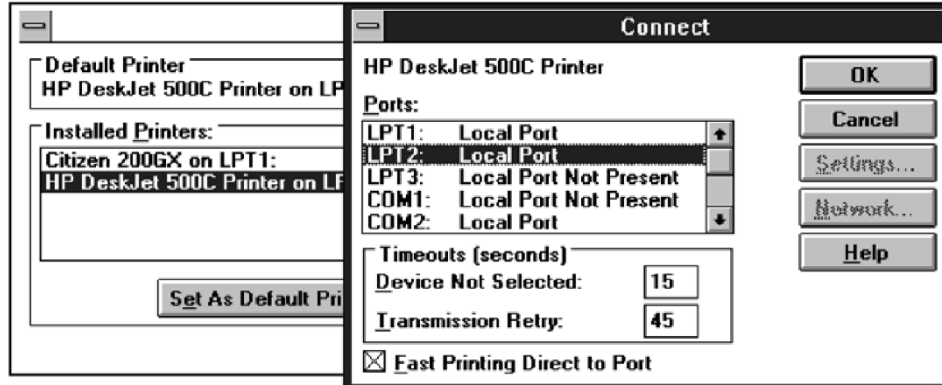 Default Printer
HP DeskJet 500C Printer on LP
Installed Printers:
Citizen 200GX on LPT1:
HP DeskJet 500C Printer on LP
Set As Default Pri
Connect
HP DeskJet 500C Printer
Ports:
LPT1: Local Port
LPT2: Local Port
LPT3: Local Port Not Present
COM1: Local Port Not Present
COM2: Local Port
Timeouts (seconds)
Device Not Selected: 15
Transmission Retry: 45
Fast Printing Direct to Port
OK
Cancel
Settings...
Network...
Help